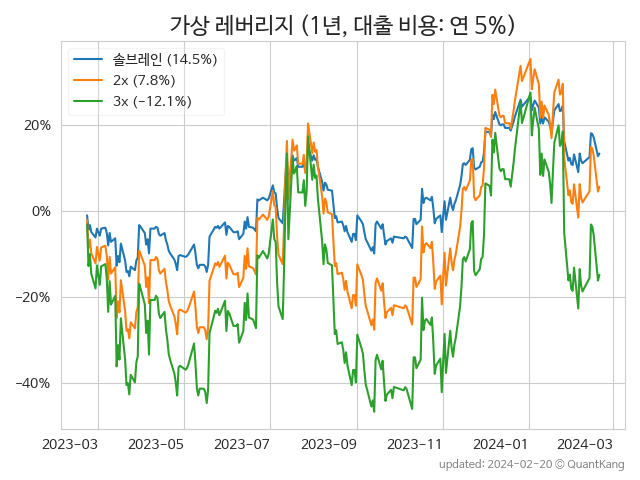 가상 레버리지 (1년, 대출 비용: 연 5%)
솔브레인 (14.5%)
2x (7.8%)
3x (−12.1%)
20%
0%
−20%
−40%
2023-03 2023-05 2023-07 2023-09 2023-11 2024-01 2024-03
updated: 2024-02-20 © QuantKang